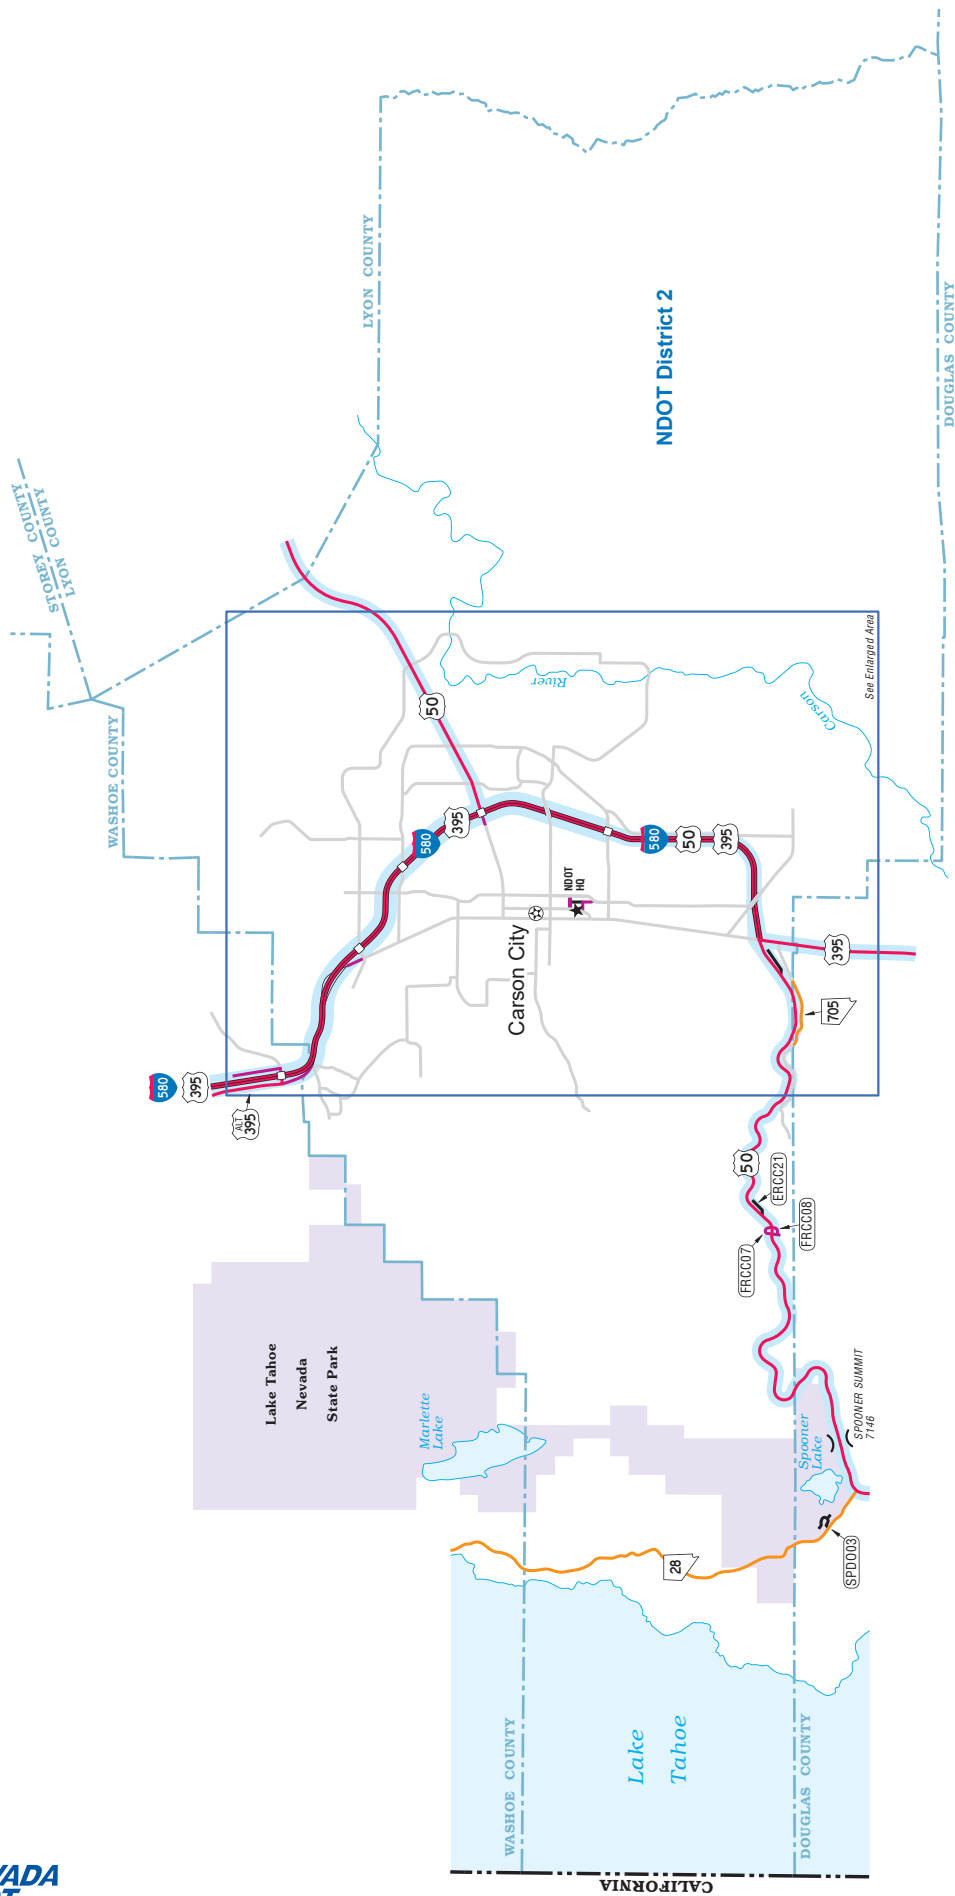 STOREY COUNTY
LYON COUNTY
LYON COUNTY
WASHOE COUNTY
NDOT District 2
DOUGLAS COUNTY
50
River
Carson
See Enlarged Area
580
395
580
50
395
NDOT
HQ
Carson City
395
705
580
395
ALT
395
50
ERCC21
FRCC07
FRCC08
Lake Tahoe
Nevada
State Park
Marlette
Lake
Spooner
Lake
SPOONER SUMMIT
7146
28
SPD003
WASHOE COUNTY
Lake
Tahoe
DOUGLAS COUNTY
CALIFORNIA